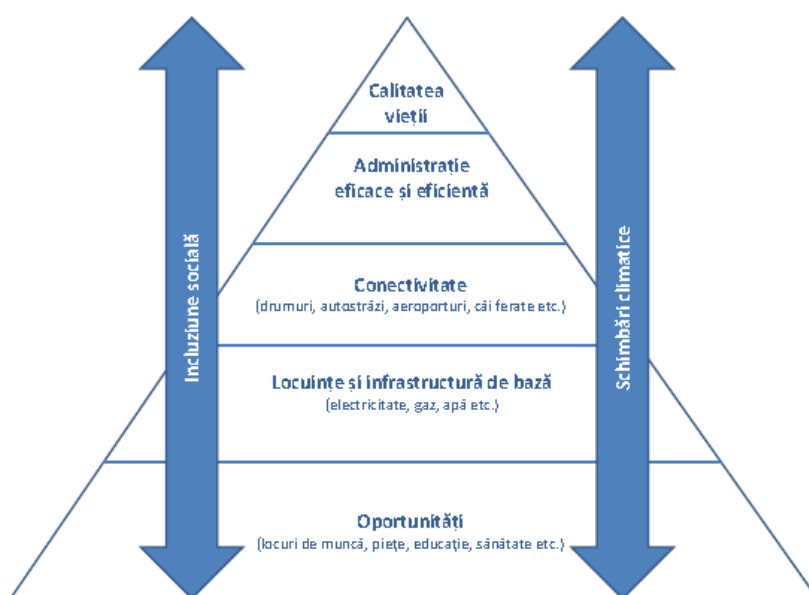 Calitatea
vieții
Administrație
eficace și eficientă
Conectivitate
(drumuri, autostrăzi, aeroporturi, căi ferate etc.)
Locuințe și infrastructură de bază
(electricitate, gaz, apă etc.)
Oportunități
(locuri de muncă, piețe, educație, sănătate etc.)
Incluziune socială
Schimbări climatice